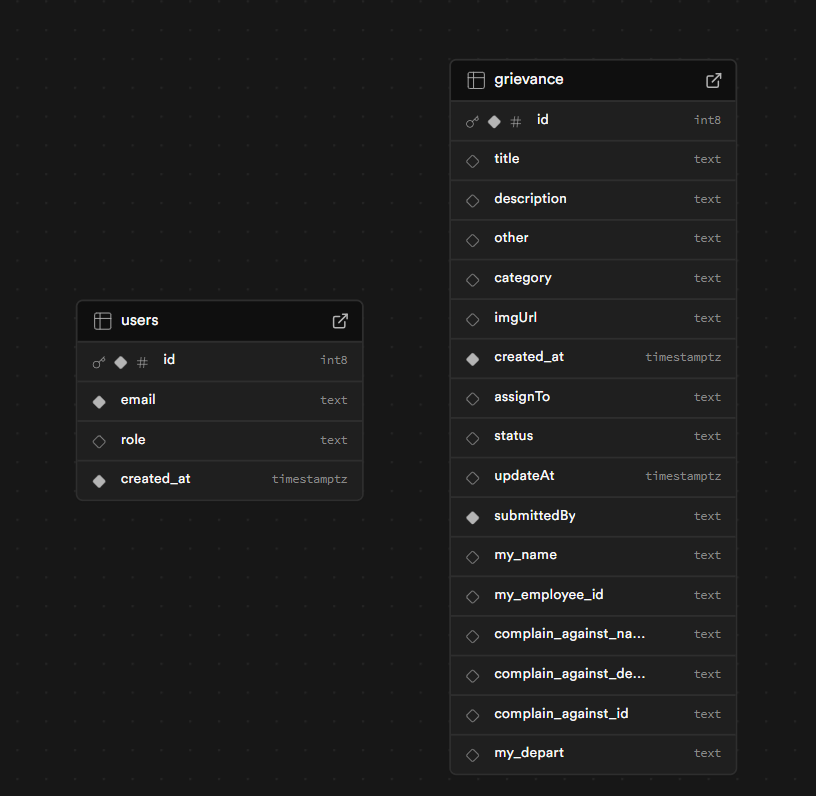 users
id int8
email text
role text
created_at timestamptz
grievance
id int8
title text
description text
other text
category text
imgUrl text
created_at timestamptz
assignTo text
status text
updateAt timestamptz
submittedBy text
my_name text
my_employee_id text
complain_against_na... text
complain_against_de... text
complain_against_id text
my_depart text